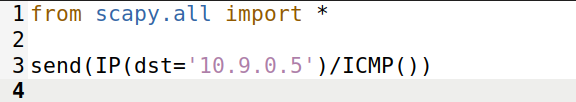 1 from scapy.all import *
2
3 send(IP(dst='10.9.0.5')/ICMP())
4